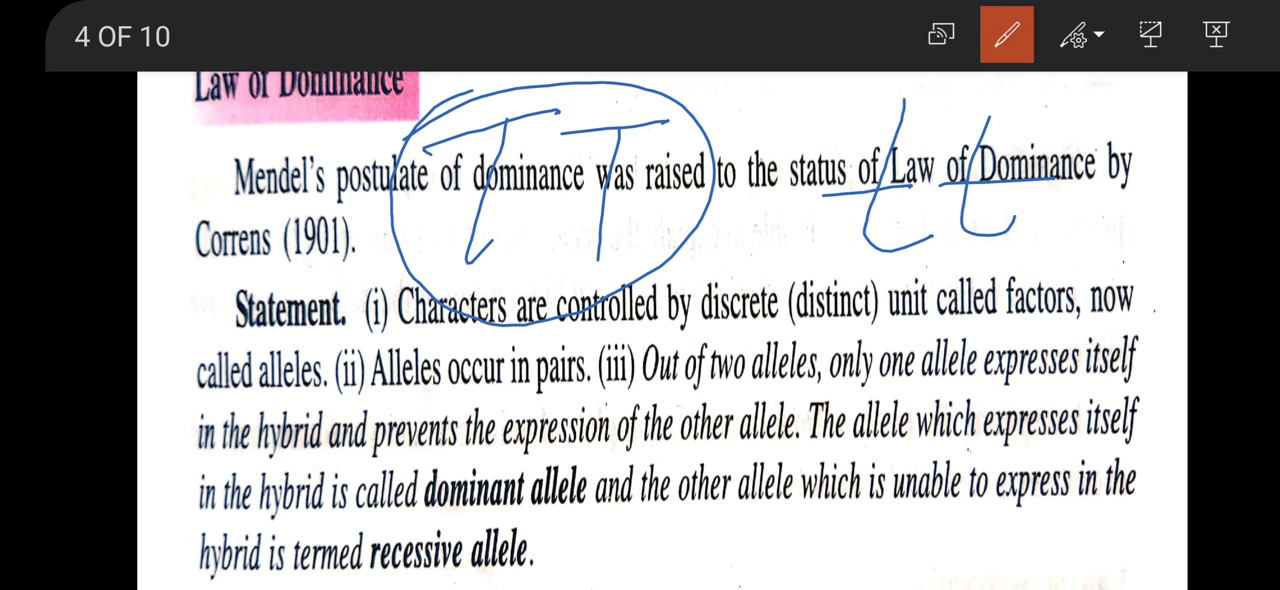 4 OF 10
Law of Dominance
TT
tt
Mendel's postulate of dominance was raised to the status of Law of Dominance by
Correns (1901).
Statement. (i) Characters are controlled by discrete (distinct) unit called factors, now
called alleles. (ii) Alleles occur in pairs. (iii) Out of two alleles, only one allele expresses itself
in the hybrid and prevents the expression of the other allele. The allele which expresses itself
in the hybrid is called dominant allele and the other allele which is unable to express in the
hybrid is termed recessive allele.